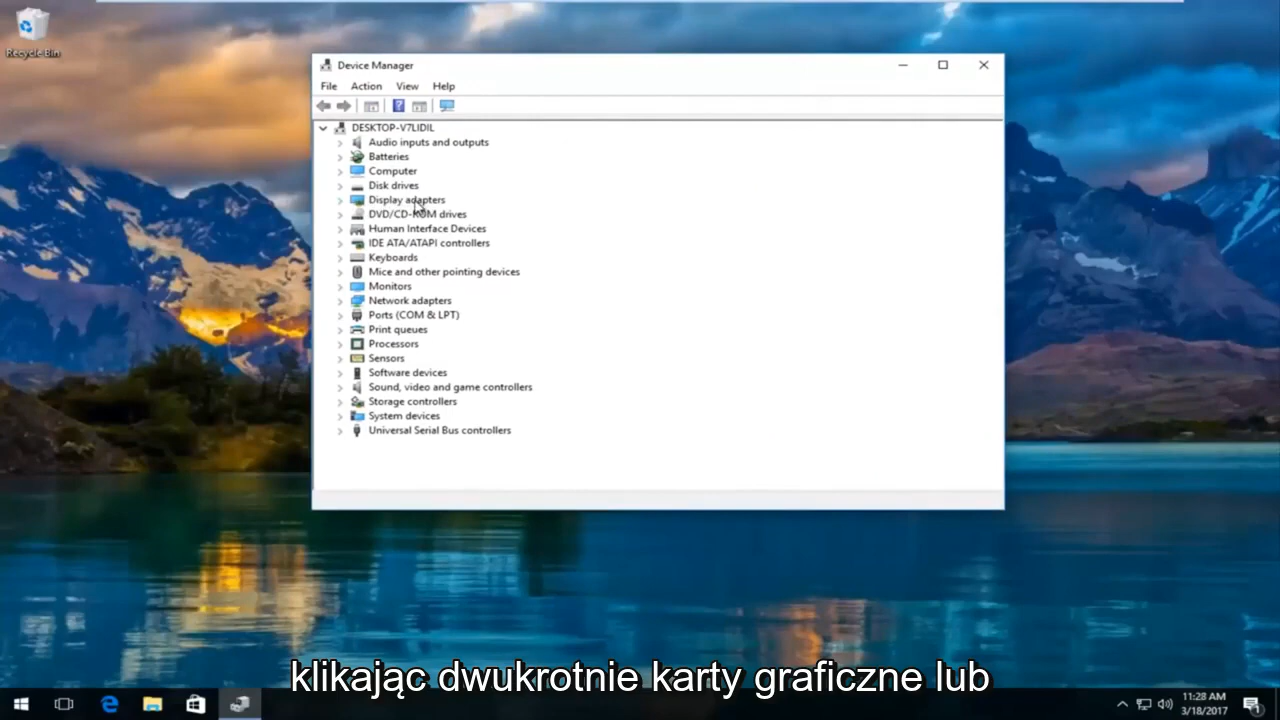 Recycle Bin
Device Manager
File Action View Help
DESKTOP-V7LIDIL
Audio inputs and outputs
Batteries
Computer
Disk drives
Display adapters
DVD/CD-ROM drives
Human Interface Devices
IDE ATA/ATAPI controllers
Keyboards
Mice and other pointing devices
Monitors
Network adapters
Ports (COM & LPT)
Print queues
Processors
Sensors
Software devices
Sound, video and game controllers
Storage controllers
System devices
Universal Serial Bus controllers
klikając dwukrotnie karty graficzne lub
11:28 AM
3/18/2017